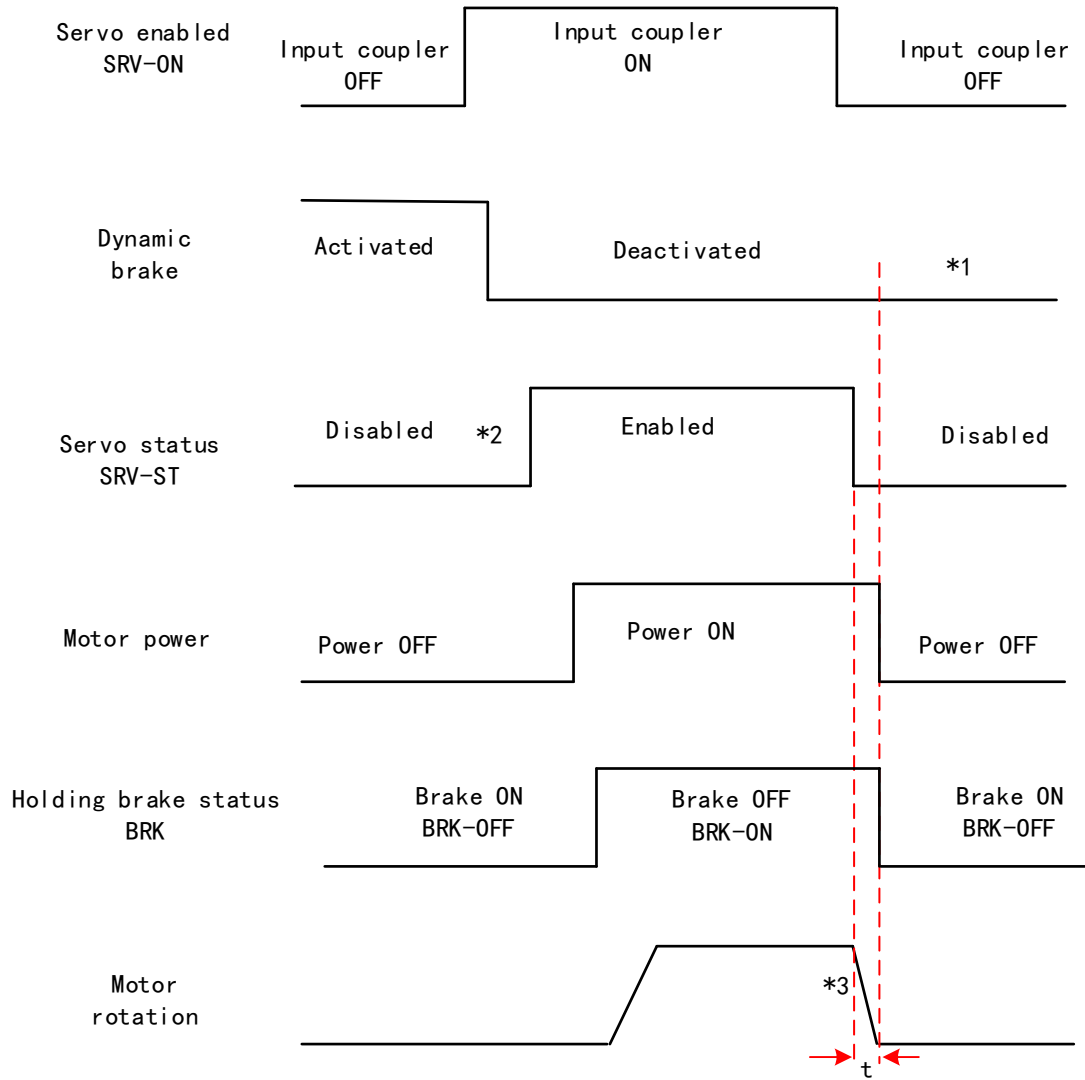 Servo enabled
SRV-ON
Input coupler
OFF
Input coupler
ON
Input coupler
OFF
Dynamic
brake
Activated
Deactivated
*1
Servo status
SRV-ST
Disabled
*2
Enabled
Disabled
Motor power
Power OFF
Power ON
Power OFF
Holding brake status
BRK
Brake ON
BRK-OFF
Brake OFF
BRK-ON
Brake ON
BRK-OFF
Motor
rotation
*3
t